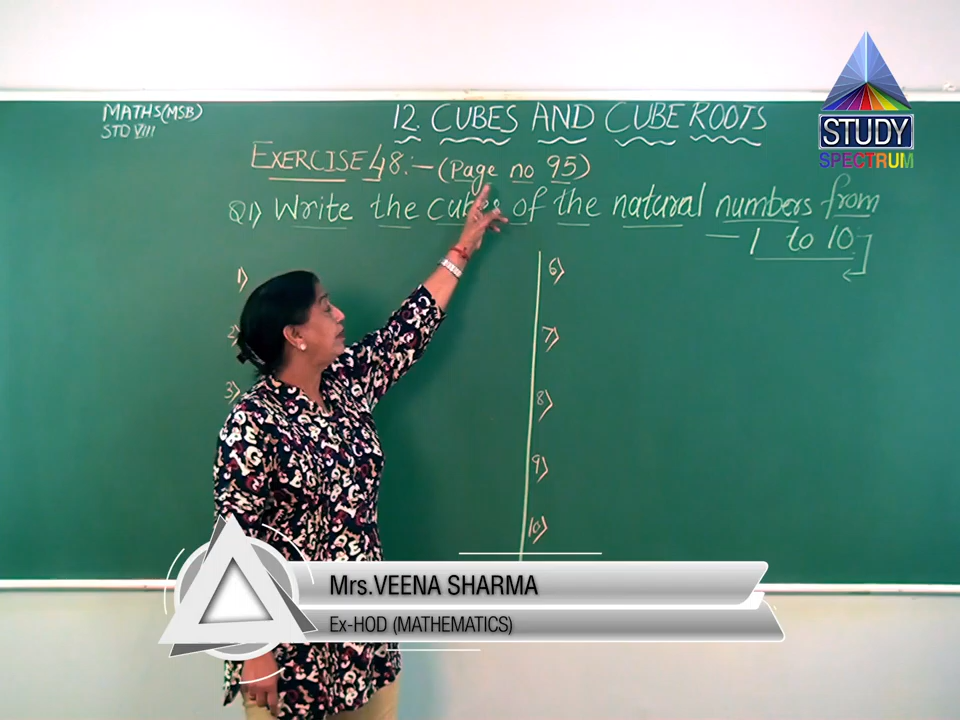 MATHS(MSB)
STD VIII
12. CUBES AND CUBE ROOTS
STUDY
SPECTRUM
EXERCISE 48:-(Page no 95)
Q1) Write the cubes of the natural numbers from
- 1 to 10
1)
2)
3)
6)
7)
8)
9)
10)
Mrs.VEENA SHARMA
Ex-HOD (MATHEMATICS)